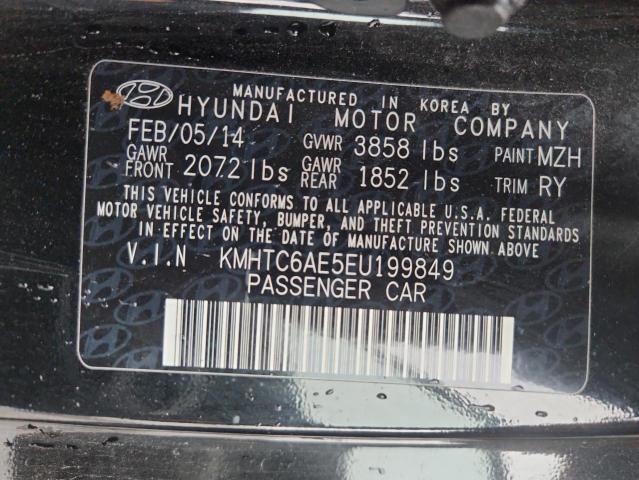 MANUFACTURED IN KOREA BY
HYUNDAI MOTOR COMPANY
FEB/05/14 GVWR 3858 lbs PAINT MZH
GAWR FRONT 2072 lbs GAWR REAR 1852 lbs TRIM RY
THIS VEHICLE CONFORMS TO ALL APPLICABLE U.S.A. FEDERAL
MOTOR VEHICLE SAFETY, BUMPER, AND THEFT PREVENTION STANDARDS
IN EFFECT ON THE DATE OF MANUFACTURE SHOWN ABOVE
V.I.N KMHTC6AE5EU199849
PASSENGER CAR